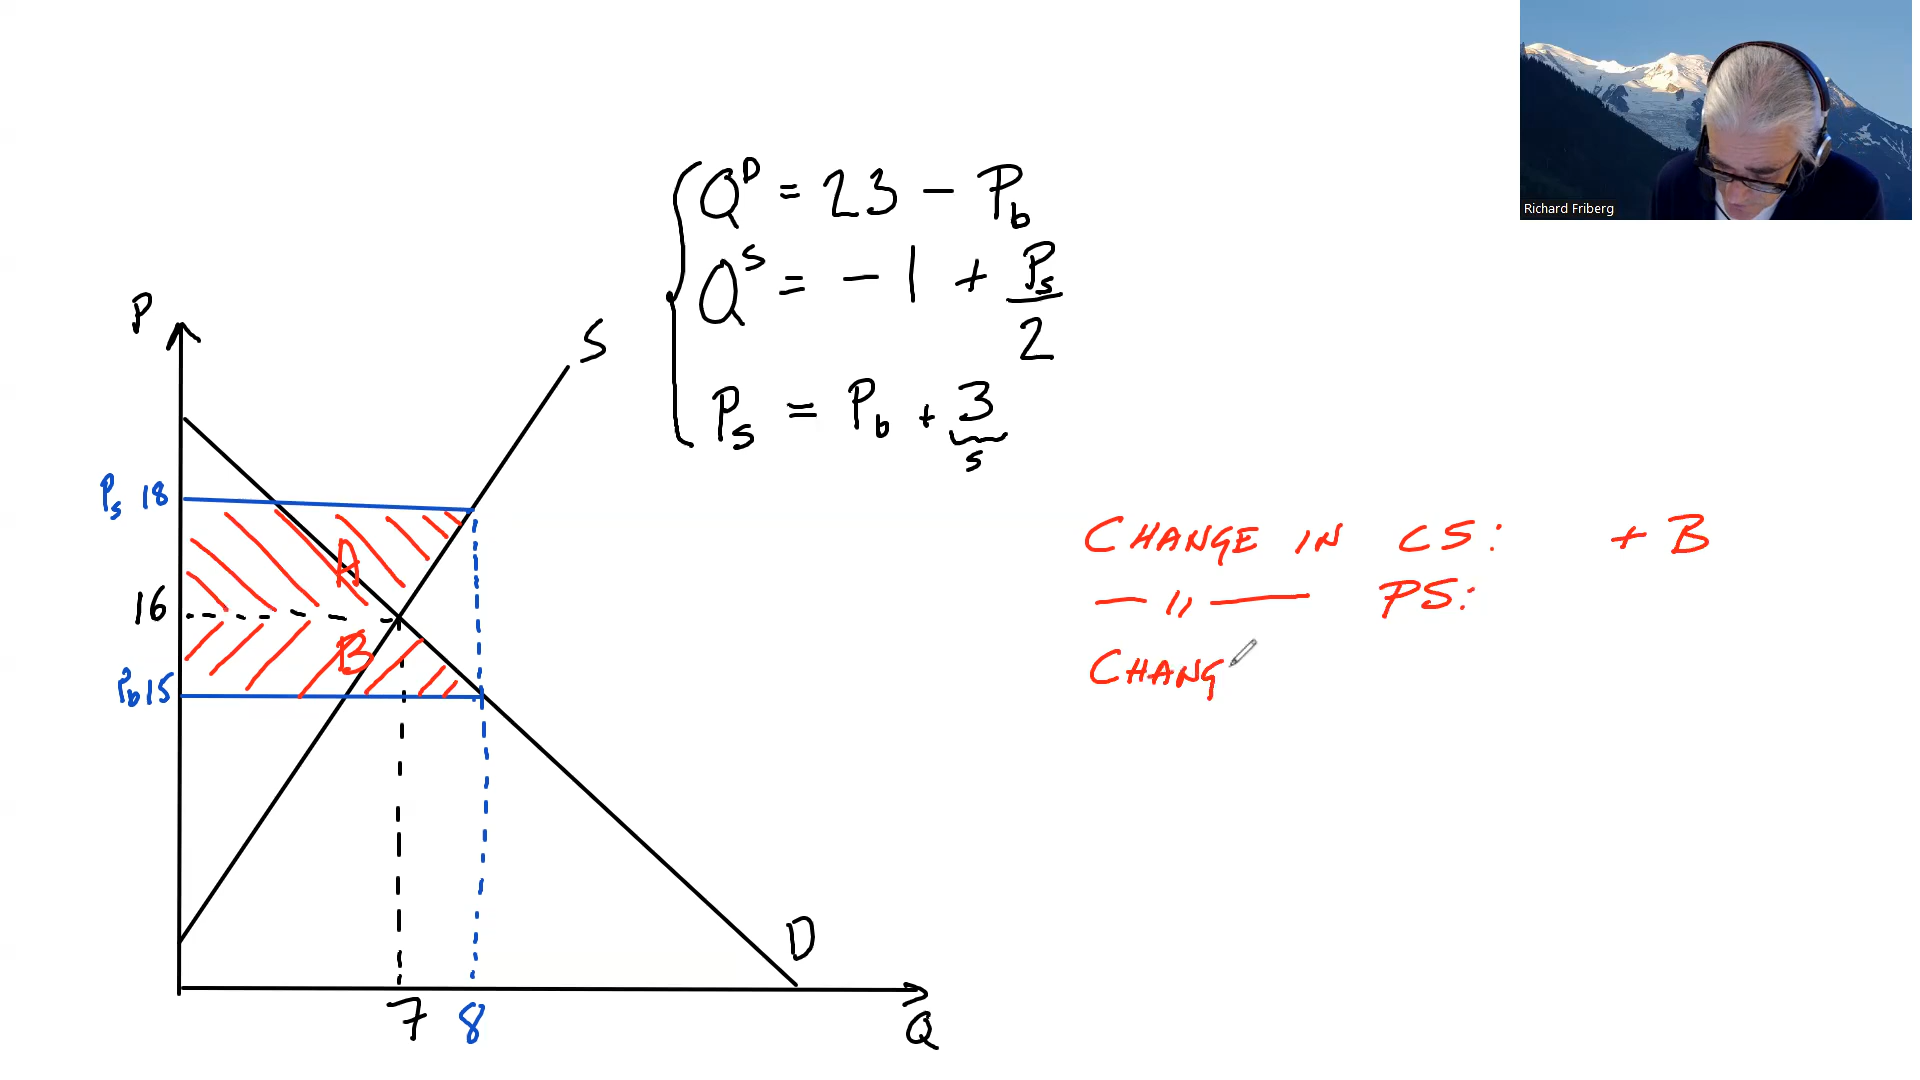 Richard Friberg
Q^D = 23 - P_b
Q^S = -1 + P_s/2
P_s = P_b + 3
s
P
S
P_s 18
A
16
B
P_b 15
D
7
8
Q
CHANGE IN CS: + B
— " — PS:
CHANG